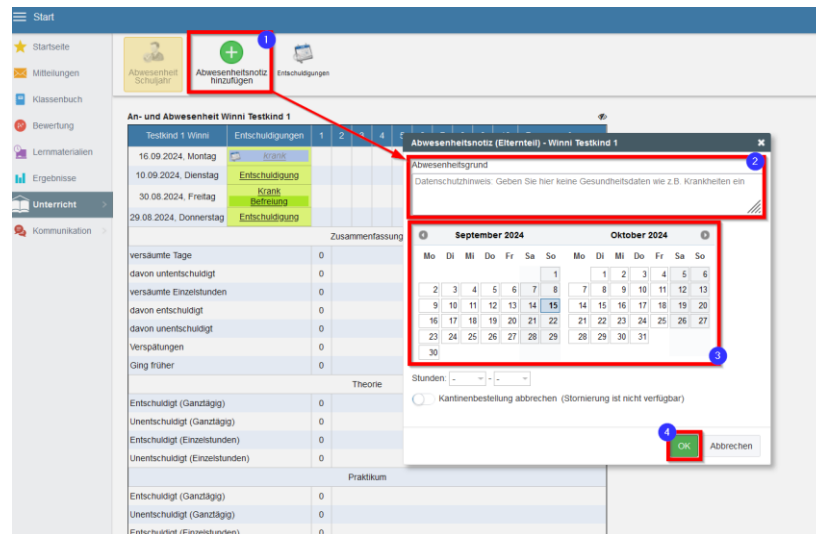 Start
Startseite
Mitteilungen
Klassenbuch
Bewertung
Lernmaterialien
Ergebnisse
Unterricht
Kommunikation
Abwesenheit
Schuljahr
1
Abwesenheitsnotiz
hinzufügen
Entschuldigungen
An- und Abwesenheit Winni Testkind 1
Testkind 1 Winni Entschuldigungen 1 2 3 4 5
16.09.2024, Montag Krank
10.09.2024, Dienstag Entschuldigung
30.08.2024, Freitag Krank
Befreiung
29.08.2024, Donnerstag Entschuldigung
Zusammenfassung
versäumte Tage 0
davon untentschuldigt 0
versäumte Einzelstunden 0
davon entschuldigt 0
davon unentschuldigt 0
Verspätungen 0
Ging früher 0
Theorie
Entschuldigt (Ganztägig) 0
Unentschuldigt (Ganztägig) 0
Entschuldigt (Einzelstunden) 0
Unentschuldigt (Einzelstunden) 0
Praktikum
Entschuldigt (Ganztägig) 0
Unentschuldigt (Ganztägig) 0
Entschuldigt (Einzelstunden) 0
Abwesenheitsnotiz (Elternteil) - Winni Testkind 1
2
Abwesenheitsgrund
Datenschutzhinweis: Geben Sie hier keine Gesundheitsdaten wie z.B. Krankheiten ein
September 2024 Oktober 2024
Mo Di Mi Do Fr Sa So Mo Di Mi Do Fr Sa So
1 1 2 3 4 5 6
2 3 4 5 6 7 8 7 8 9 10 11 12 13
9 10 11 12 13 14 15 14 15 16 17 18 19 20
16 17 18 19 20 21 22 21 22 23 24 25 26 27
23 24 25 26 27 28 29 28 29 30 31
30
3
Stunden: - - -
Kantinenbestellung abbrechen (Stornierung ist nicht verfügbar)
4
OK Abbrechen